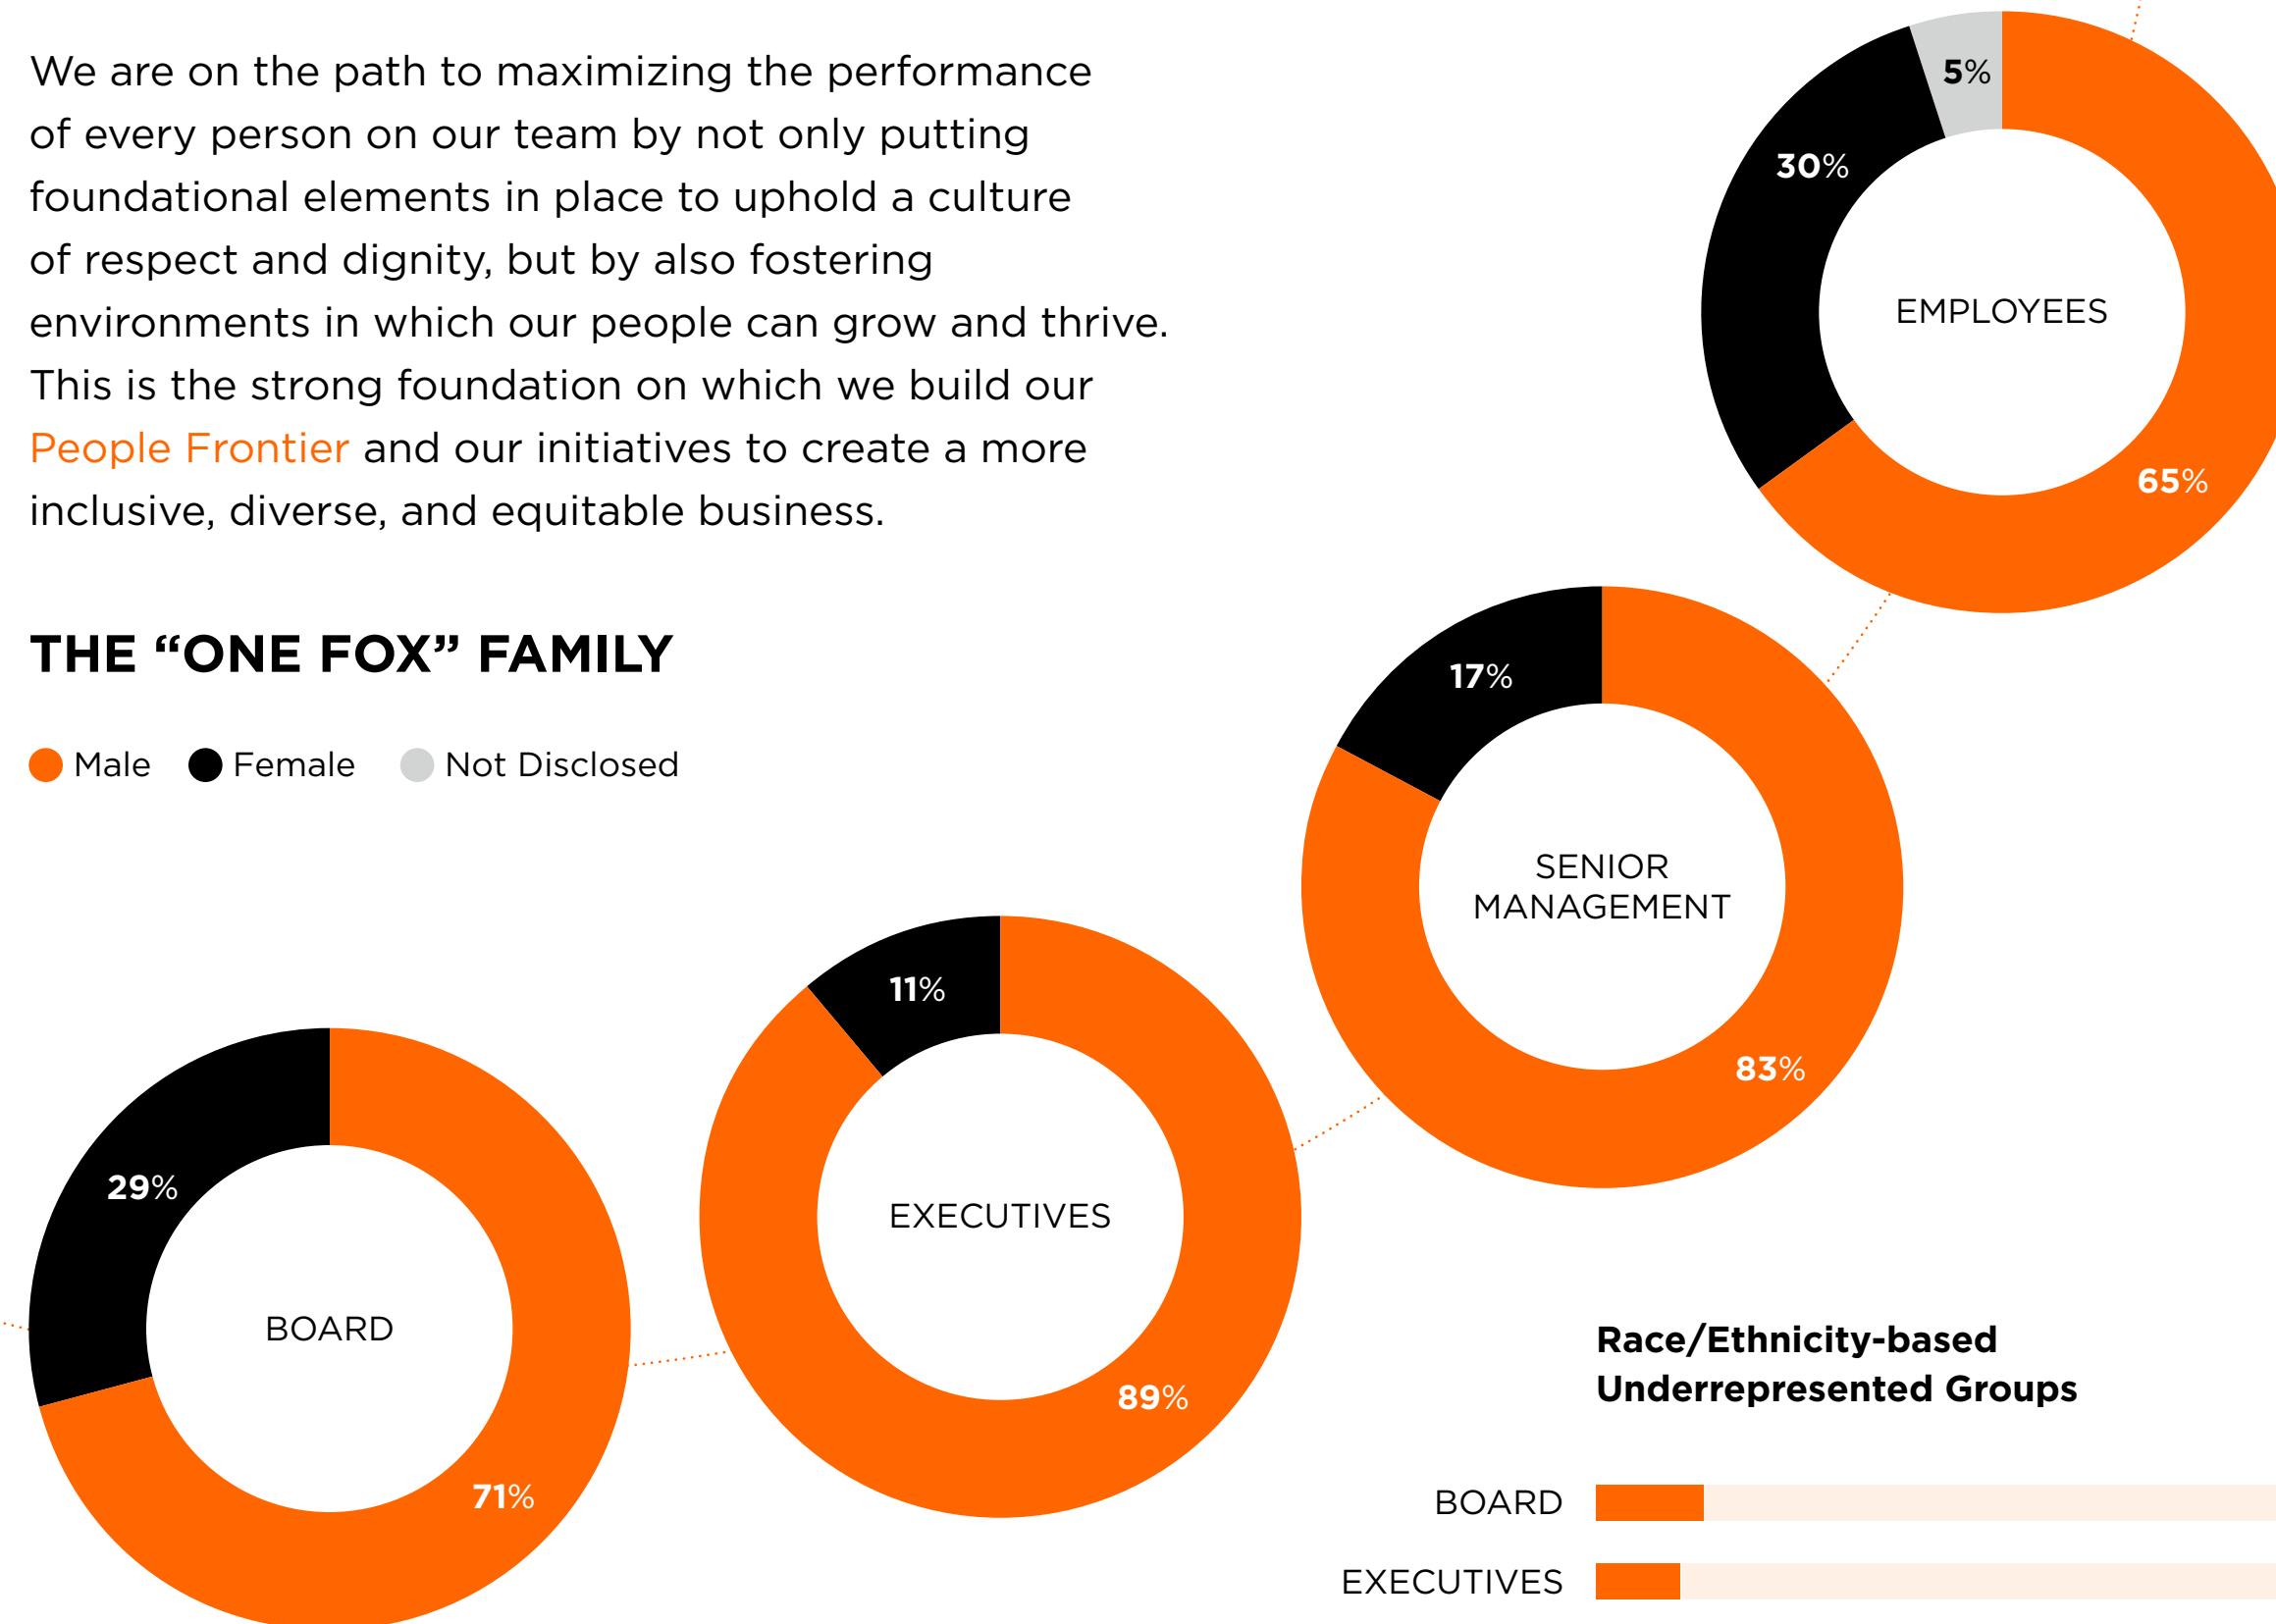 We are on the path to maximizing the performance
of every person on our team by not only putting
foundational elements in place to uphold a culture
of respect and dignity, but by also fostering
environments in which our people can grow and thrive.
This is the strong foundation on which we build our
People Frontier and our initiatives to create a more
inclusive, diverse, and equitable business.
THE “ONE FOX” FAMILY
Male
Female
Not Disclosed
5%
30%
EMPLOYEES
65%
17%
SENIOR
MANAGEMENT
83%
11%
EXECUTIVES
89%
29%
BOARD
71%
Race/Ethnicity-based
Underrepresented Groups
BOARD
EXECUTIVES